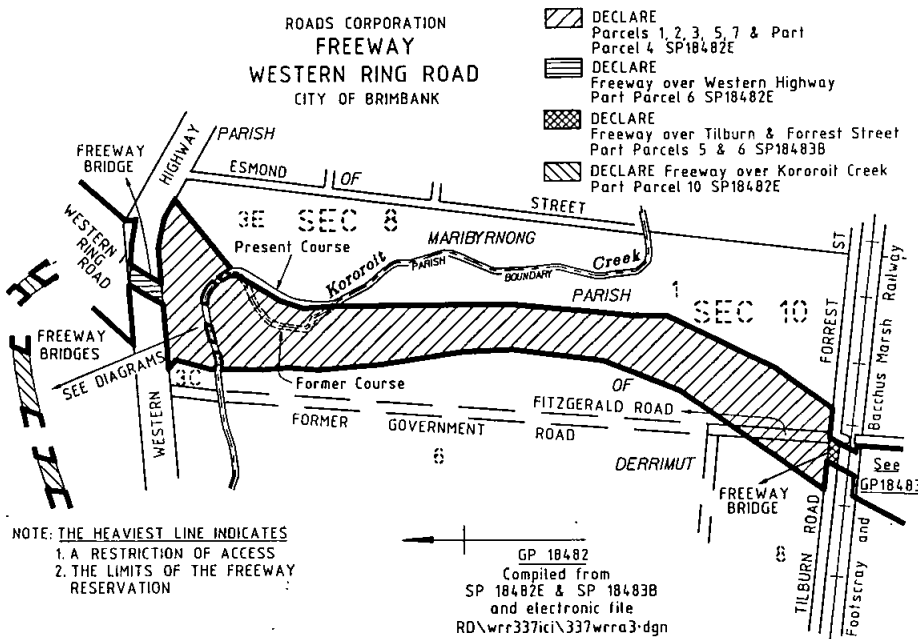 ROADS CORPORATION
FREEWAY
WESTERN RING ROAD
CITY OF BRIMBANK
DECLARE
Parcels 1, 2, 3, 5, 7 & Part
Parcel 4 SP18482E
DECLARE
Freeway over Western Highway
Part Parcel 6 SP18482E
DECLARE
Freeway over Tilburn & Forrest Street
Part Parcels 5 & 6 SP18483B
DECLARE Freeway over Kororoit Creek
Part Parcel 10 SP18482E
FREEWAY
BRIDGE
HIGHWAY
PARISH
ESMOND
OF
STREET
3E SEC 8
Present Course
MARIBYRNONG
Kororoit
Creek
PARISH
BOUNDARY
WESTERN
RING
ROAD
PARISH
1
SEC 10
FORREST
ST
Bacchus Marsh Railway
FREEWAY
BRIDGES
SEE DIAGRAMS
3C
Former Course
WESTERN
OF
FITZGERALD ROAD
FORMER GOVERNMENT
ROAD
6
DERRIMUT
FREEWAY
BRIDGE
See
GP18483
8
TILBURN ROAD
Footscray and
NOTE: THE HEAVIEST LINE INDICATES
1. A RESTRICTION OF ACCESS
2. THE LIMITS OF THE FREEWAY
RESERVATION
GP 18482
Compiled from
SP 18482E & SP 18483B
and electronic file
RD\wrr337ici\337wrra3.dgn